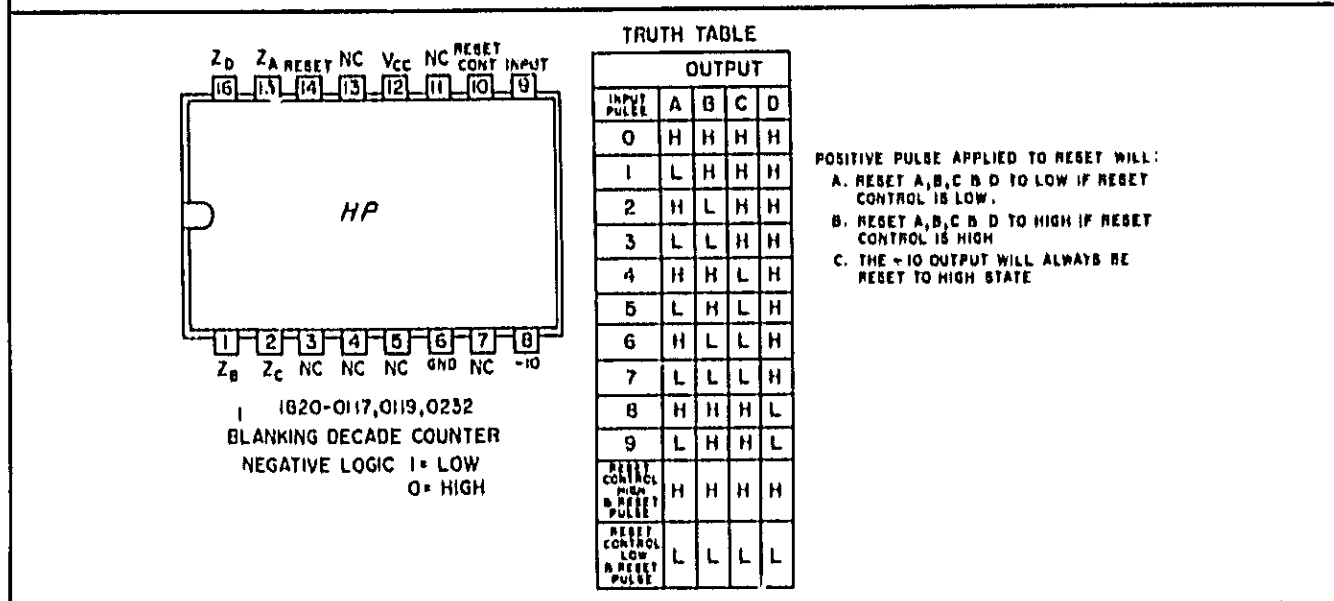 Z_D Z_A RESET NC V_CC NC RESET CONT INPUT
16 15 14 13 12 11 10 9
HP
1 2 3 4 5 6 7 8
Z_B Z_C NC NC NC GND NC ÷10
1820-0117,0119,0232
BLANKING DECADE COUNTER
NEGATIVE LOGIC 1= LOW
0= HIGH
TRUTH TABLE
OUTPUT
INPUT PULSE A B C D
0 H H H H
1 L H H H
2 H L H H
3 L L H H
4 H H L H
5 L H L H
6 H L L H
7 L L L H
8 H H H L
9 L H H L
RESET CONTROL HIGH & RESET PULSE H H H H
RESET CONTROL LOW & RESET PULSE L L L L
POSITIVE PULSE APPLIED TO RESET WILL:
A. RESET A,B,C & D TO LOW IF RESET
CONTROL IS LOW.
B. RESET A,B,C & D TO HIGH IF RESET
CONTROL IS HIGH
C. THE ÷10 OUTPUT WILL ALWAYS BE
RESET TO HIGH STATE